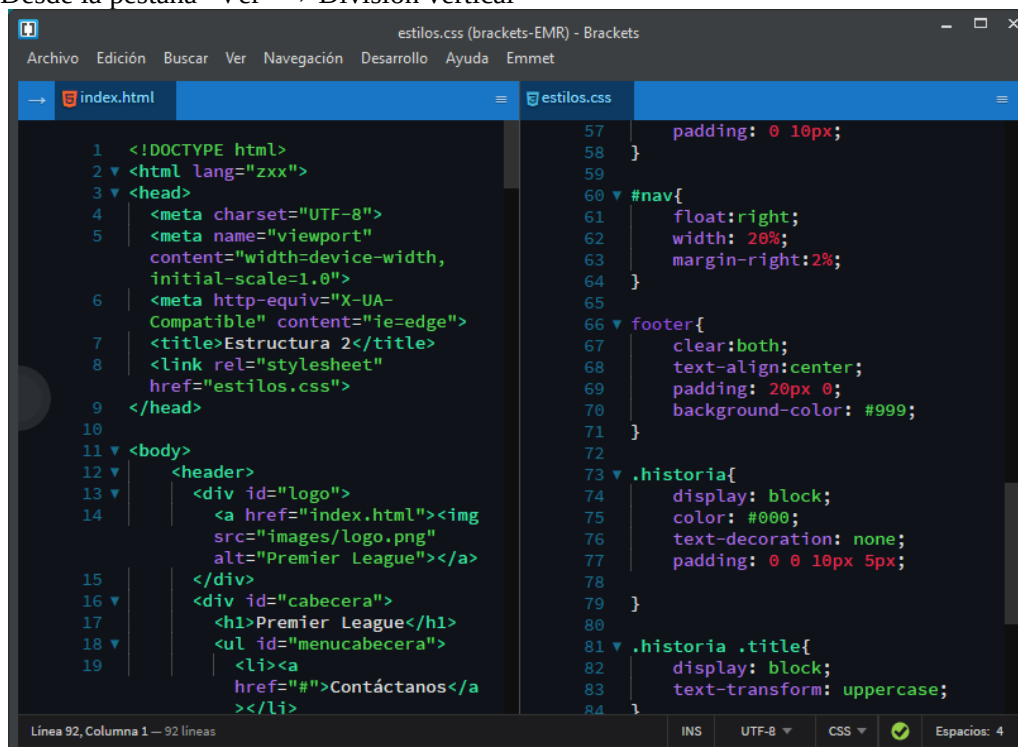 Desde la pestaña "Ver" → División vertical
estilos.css (brackets-EMR) - Brackets
Archivo Edición Buscar Ver Navegación Desarrollo Ayuda Emmet
→ index.html
1 <!DOCTYPE html>
2 <html lang="zxx">
3 <head>
4 <meta charset="UTF-8">
5 <meta name="viewport"
content="width=device-width,
initial-scale=1.0">
6 <meta http-equiv="X-UA-
Compatible" content="ie=edge">
7 <title>Estructura 2</title>
8 <link rel="stylesheet"
href="estilos.css">
9 </head>
10
11 <body>
12 <header>
13 <div id="logo">
14 <a href="index.html"><img
src="images/logo.png"
alt="Premier League"></a>
15 </div>
16 <div id="cabecera">
17 <h1>Premier League</h1>
18 <ul id="menucabecera">
19 <li><a
href="#">Contáctanos</a
></li>
estilos.css
57 padding: 0 10px;
58 }
59
60 #nav{
61 float:right;
62 width: 20%;
63 margin-right:2%;
64 }
65
66 footer{
67 clear:both;
68 text-align:center;
69 padding: 20px 0;
70 background-color: #999;
71 }
72
73 .historia{
74 display: block;
75 color: #000;
76 text-decoration: none;
77 padding: 0 0 10px 5px;
78
79 }
80
81 .historia .title{
82 display: block;
83 text-transform: uppercase;
84 }
Línea 92, Columna 1 — 92 líneas INS UTF-8 CSS Espacios: 4